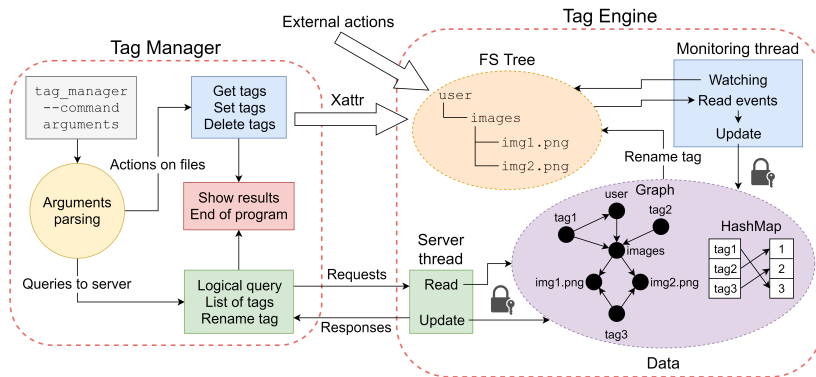 External actions
Tag Engine
Tag Manager
FS Tree
Monitoring thread
tag_manager
--command
arguments
Get tags
Set tags
Delete tags
Xattr
user
images
img1.png
img2.png
Watching
Read events
Update
Actions on files
Rename tag
Arguments
parsing
Show results
End of program
Graph
user
tag1
tag2
images
img1.png
img2.png
tag3
HashMap
tag1
1
tag2
2
tag3
3
Server
thread
Queries to server
Logical query
List of tags
Rename tag
Requests
Read
Update
Responses
Data